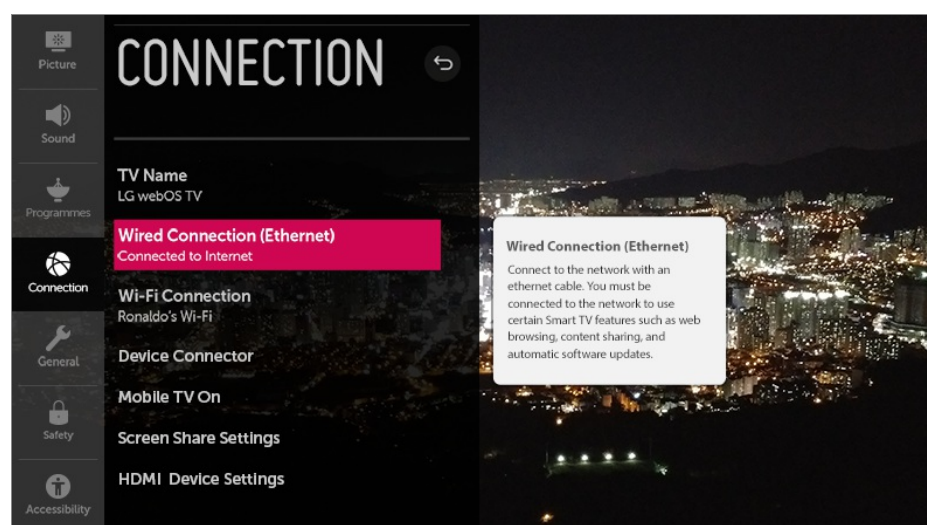 Picture
Sound
Programmes
Connection
General
Safety
Accessibility
CONNECTION
TV Name
LG webOS TV
Wired Connection (Ethernet)
Connected to Internet
Wi-Fi Connection
Ronaldo's Wi-Fi
Device Connector
Mobile TV On
Screen Share Settings
HDMI Device Settings
Wired Connection (Ethernet)
Connect to the network with an
ethernet cable. You must be
connected to the network to use
certain Smart TV features such as web
browsing, content sharing, and
automatic software updates.